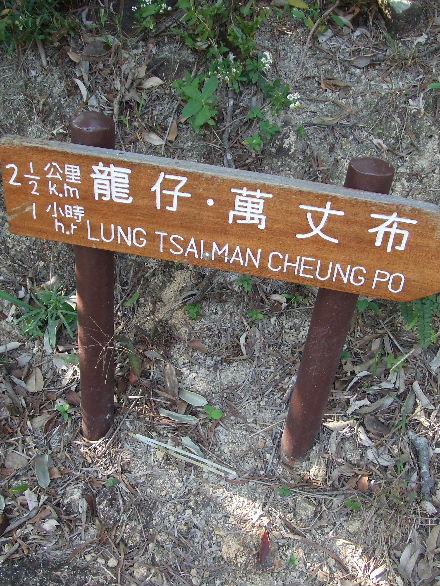 2 1/2 公里 龍仔·萬丈布
k.m
1 小時
h.r LUNG TSAI.MAN CHEUNG PO